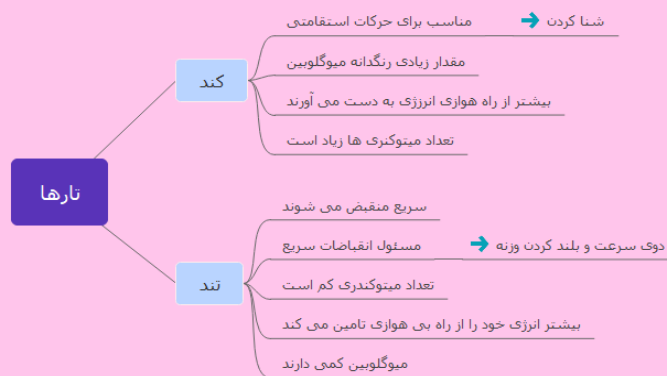 تارها
کند
مناسب برای حرکات استقامتی
شنا کردن
مقدار زیادی رنگدانه میوگلوبین
بیشتر از راه هوازی انرژی به دست می آورند
تعداد میتوکنری ها زیاد است
تند
سریع منقبض می شوند
مسئول انقباضات سریع
دوی سرعت و بلند کردن وزنه
تعداد میتوکندری کم است
بیشتر انرژی خود را از راه بی هوازی تامین می کند
میوگلوبین کمی دارند